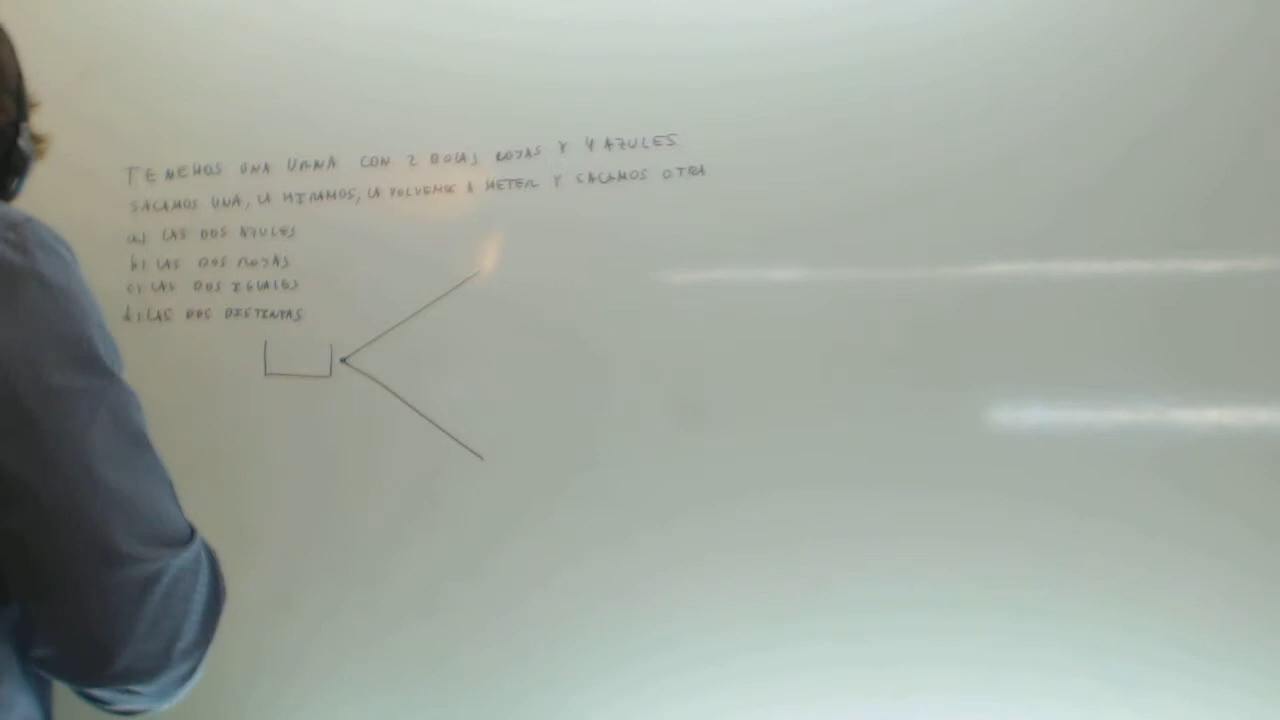 TENEMOS UNA URNA CON 2 BOLAS ROJAS Y 4 AZULES
SACAMOS UNA, LA MIRAMOS, LA VOLVEMSE A METER Y SACAMOS OTRA
a) LAS DOS AZULES
b) LAS DOS ROJAS
c) LAS DOS IGUALES
d) LAS DOS DISTINTAS